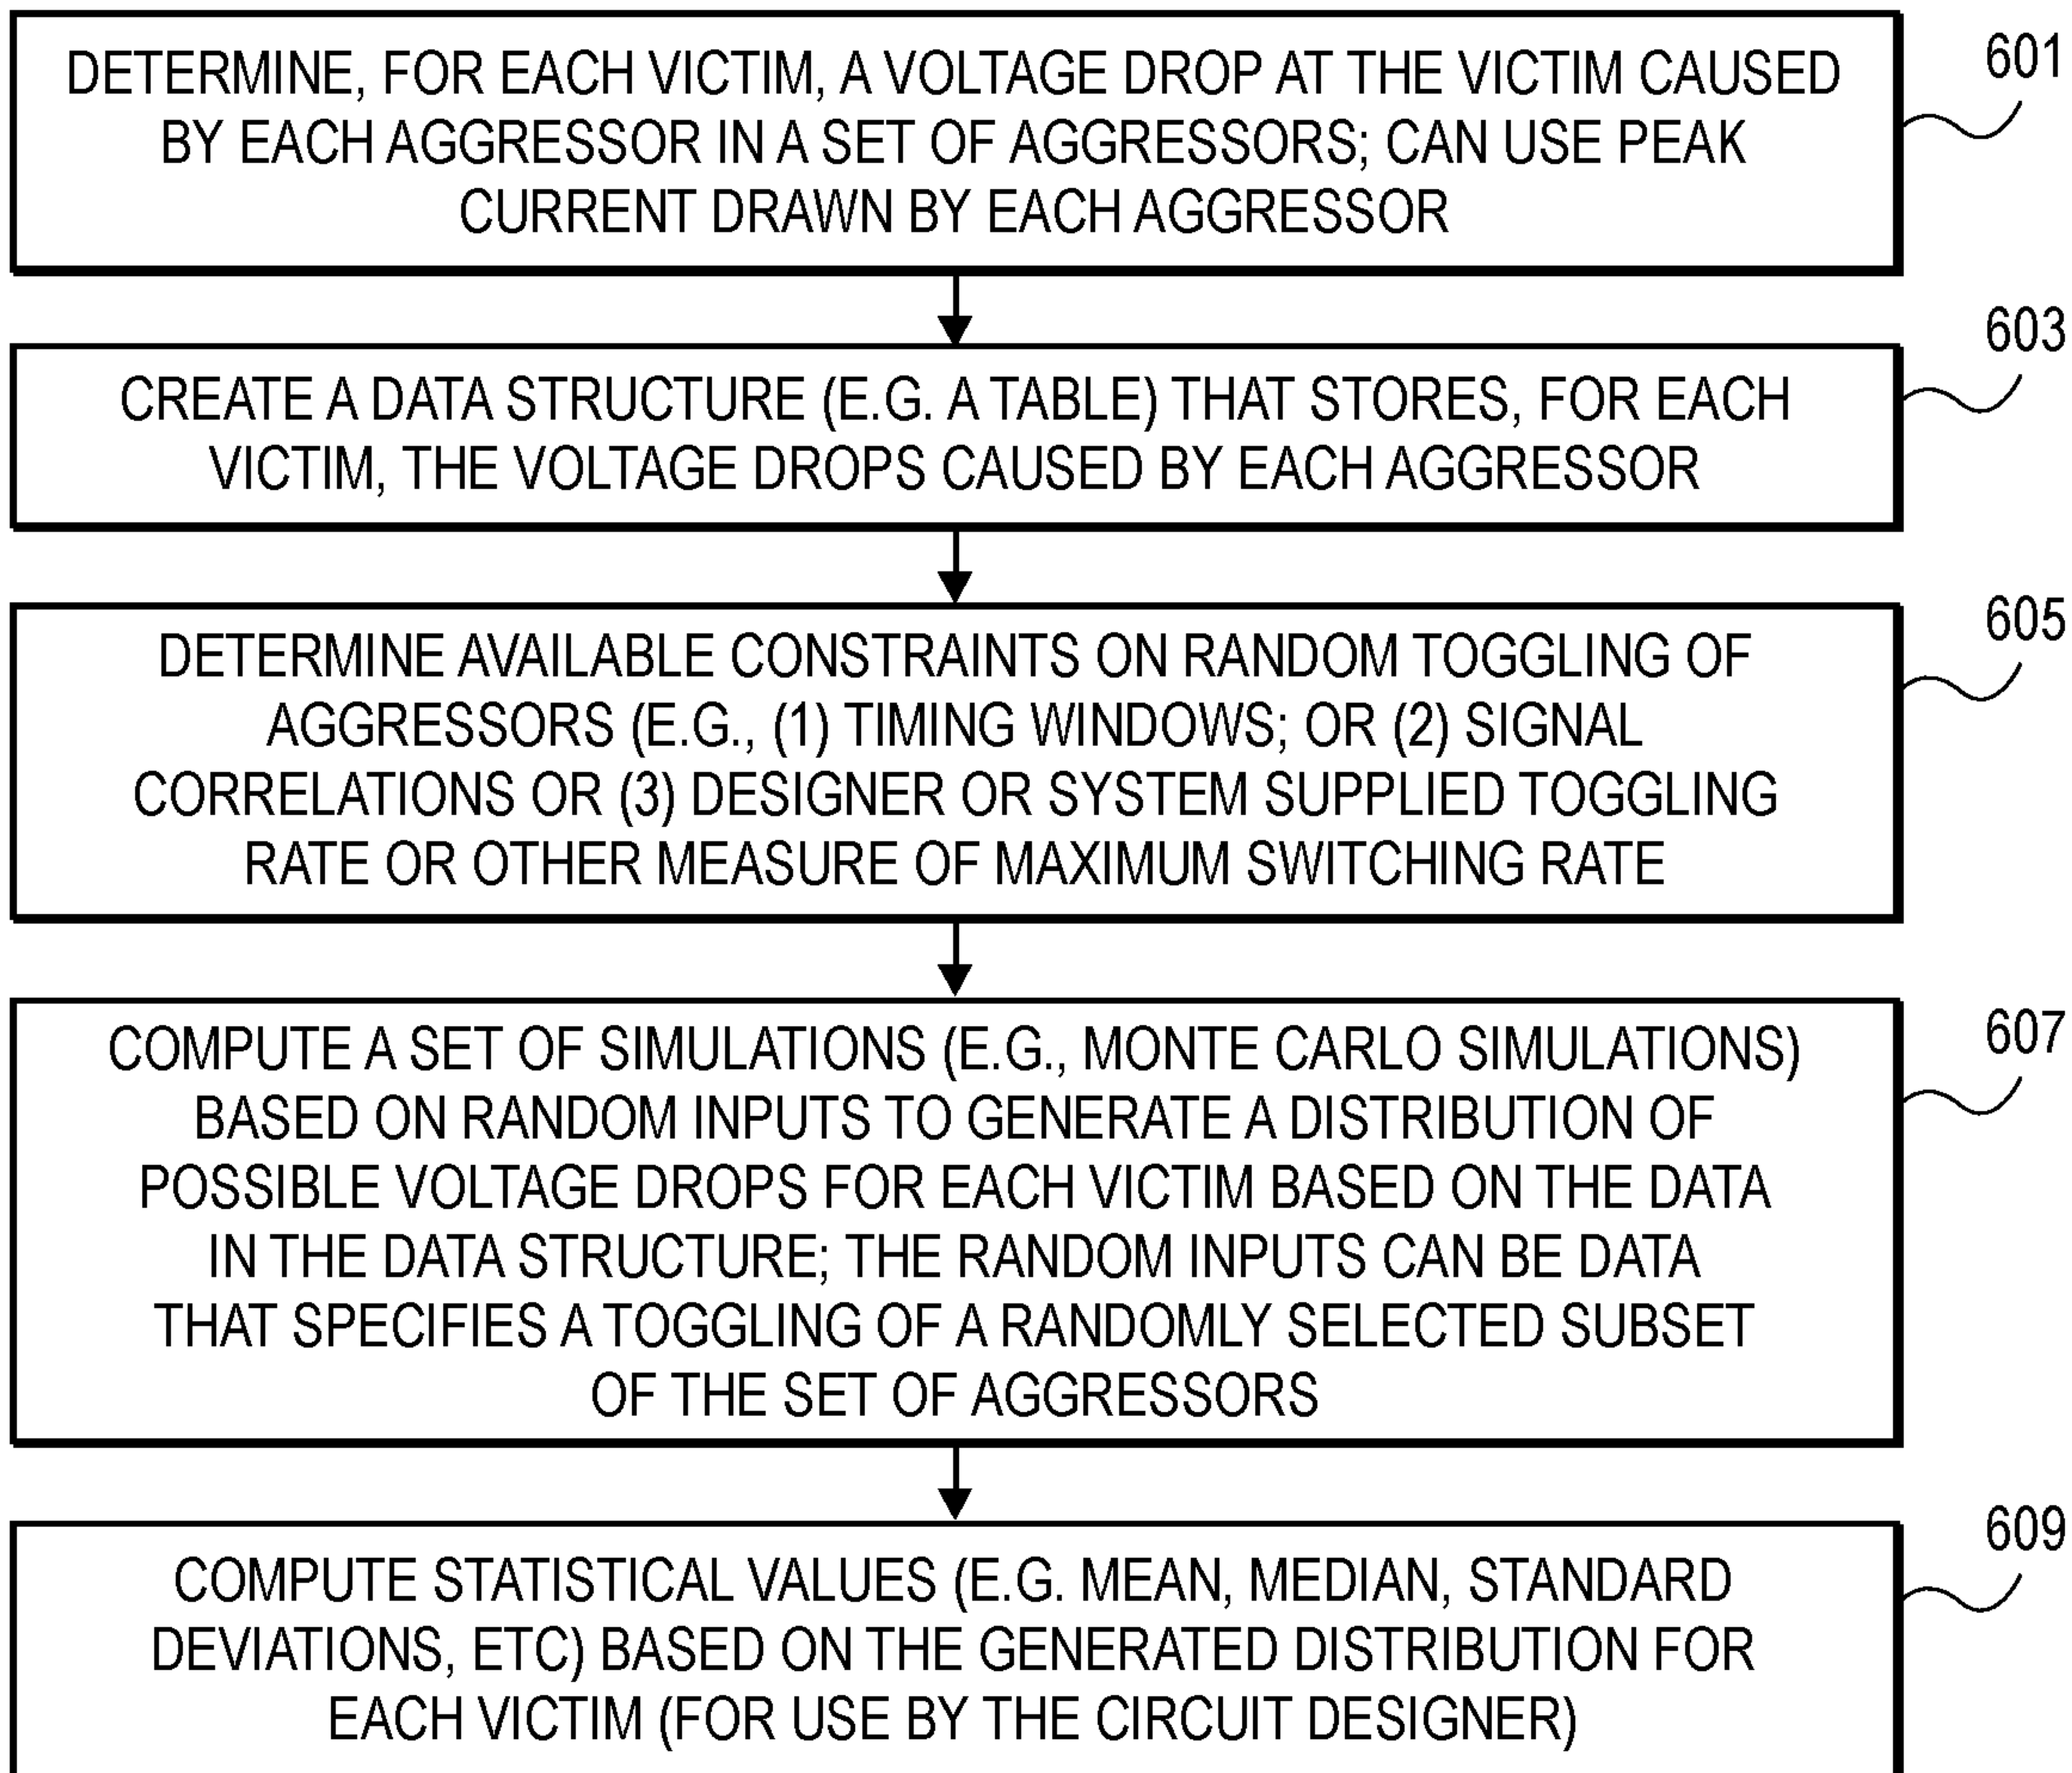 DETERMINE, FOR EACH VICTIM, A VOLTAGE DROP AT THE VICTIM CAUSED
BY EACH AGGRESSOR IN A SET OF AGGRESSORS; CAN USE PEAK
CURRENT DRAWN BY EACH AGGRESSOR
601
CREATE A DATA STRUCTURE (E.G. A TABLE) THAT STORES, FOR EACH
VICTIM, THE VOLTAGE DROPS CAUSED BY EACH AGGRESSOR
603
DETERMINE AVAILABLE CONSTRAINTS ON RANDOM TOGGLING OF
AGGRESSORS (E.G., (1) TIMING WINDOWS; OR (2) SIGNAL
CORRELATIONS OR (3) DESIGNER OR SYSTEM SUPPLIED TOGGLING
RATE OR OTHER MEASURE OF MAXIMUM SWITCHING RATE
605
COMPUTE A SET OF SIMULATIONS (E.G., MONTE CARLO SIMULATIONS)
BASED ON RANDOM INPUTS TO GENERATE A DISTRIBUTION OF
POSSIBLE VOLTAGE DROPS FOR EACH VICTIM BASED ON THE DATA
IN THE DATA STRUCTURE; THE RANDOM INPUTS CAN BE DATA
THAT SPECIFIES A TOGGLING OF A RANDOMLY SELECTED SUBSET
OF THE SET OF AGGRESSORS
607
COMPUTE STATISTICAL VALUES (E.G. MEAN, MEDIAN, STANDARD
DEVIATIONS, ETC) BASED ON THE GENERATED DISTRIBUTION FOR
EACH VICTIM (FOR USE BY THE CIRCUIT DESIGNER)
609